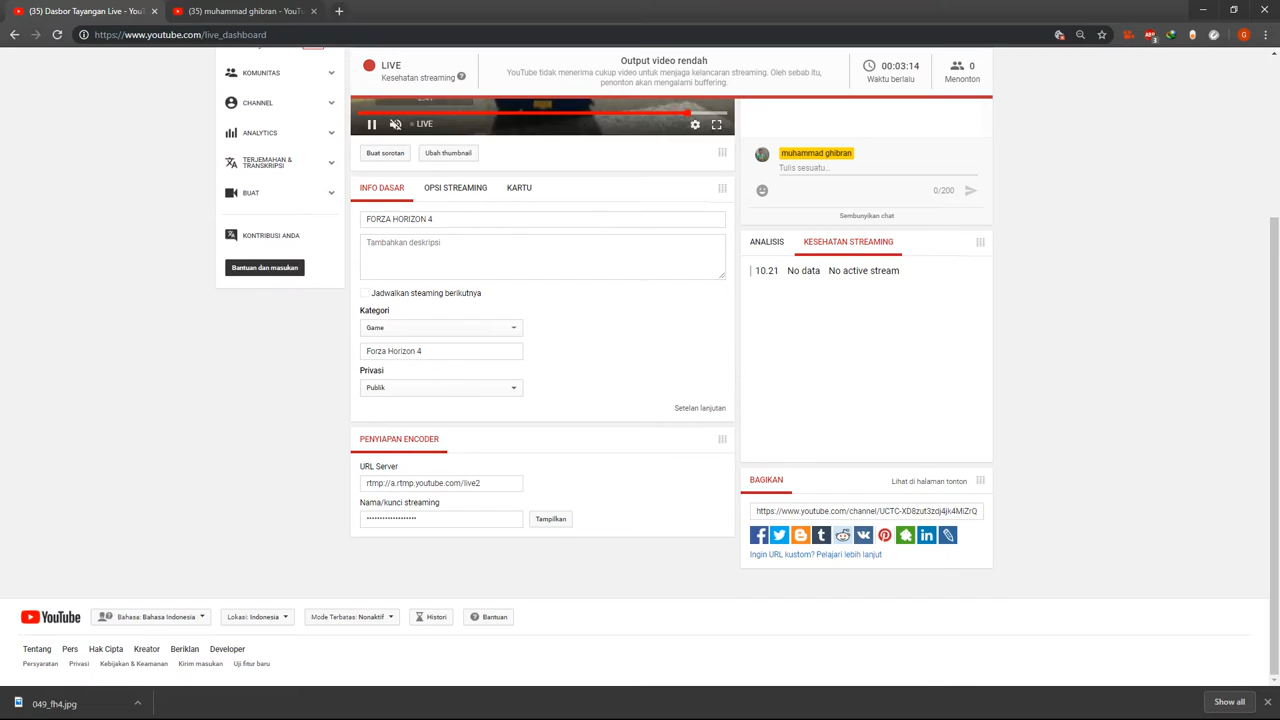 (35) Dasbor Tayangan Live - YouT
(35) muhammad ghibran - YouTu
https://www.youtube.com/live_dashboard
KOMUNITAS
CHANNEL
ANALYTICS
TERJEMAHAN &
TRANSKRIPSI
BUAT
KONTRIBUSI ANDA
Bantuan dan masukan
LIVE
Kesehatan streaming
Output video rendah
YouTube tidak menerima cukup video untuk menjaga kelancaran streaming. Oleh sebab itu,
penonton akan mengalami buffering.
00:03:14
Waktu berlalu
0
Menonton
LIVE
Buat sorotan
Ubah thumbnail
INFO DASAR
OPSI STREAMING
KARTU
FORZA HORIZON 4
Tambahkan deskripsi
Jadwalkan steaming berikutnya
Kategori
Game
Forza Horizon 4
Privasi
Publik
Setelan lanjutan
PENYIAPAN ENCODER
URL Server
rtmp://a.rtmp.youtube.com/live2
Nama/kunci streaming
Tampilkan
muhammad ghibran
Tulis sesuatu...
0/200
Sembunyikan chat
ANALISIS
KESEHATAN STREAMING
10.21 No data No active stream
BAGIKAN
Lihat di halaman tonton
https://www.youtube.com/channel/UCTC-XD8zut3zdj4jk4MiZrQ
Ingin URL kustom? Pelajari lebih lanjut
YouTube
Bahasa: Bahasa Indonesia
Lokasi: Indonesia
Mode Terbatas: Nonaktif
Histori
Bantuan
Tentang Pers Hak Cipta Kreator Beriklan Developer
Persyaratan Privasi Kebijakan & Keamanan Kirim masukan Uji fitur baru
049_fh4.jpg
Show all